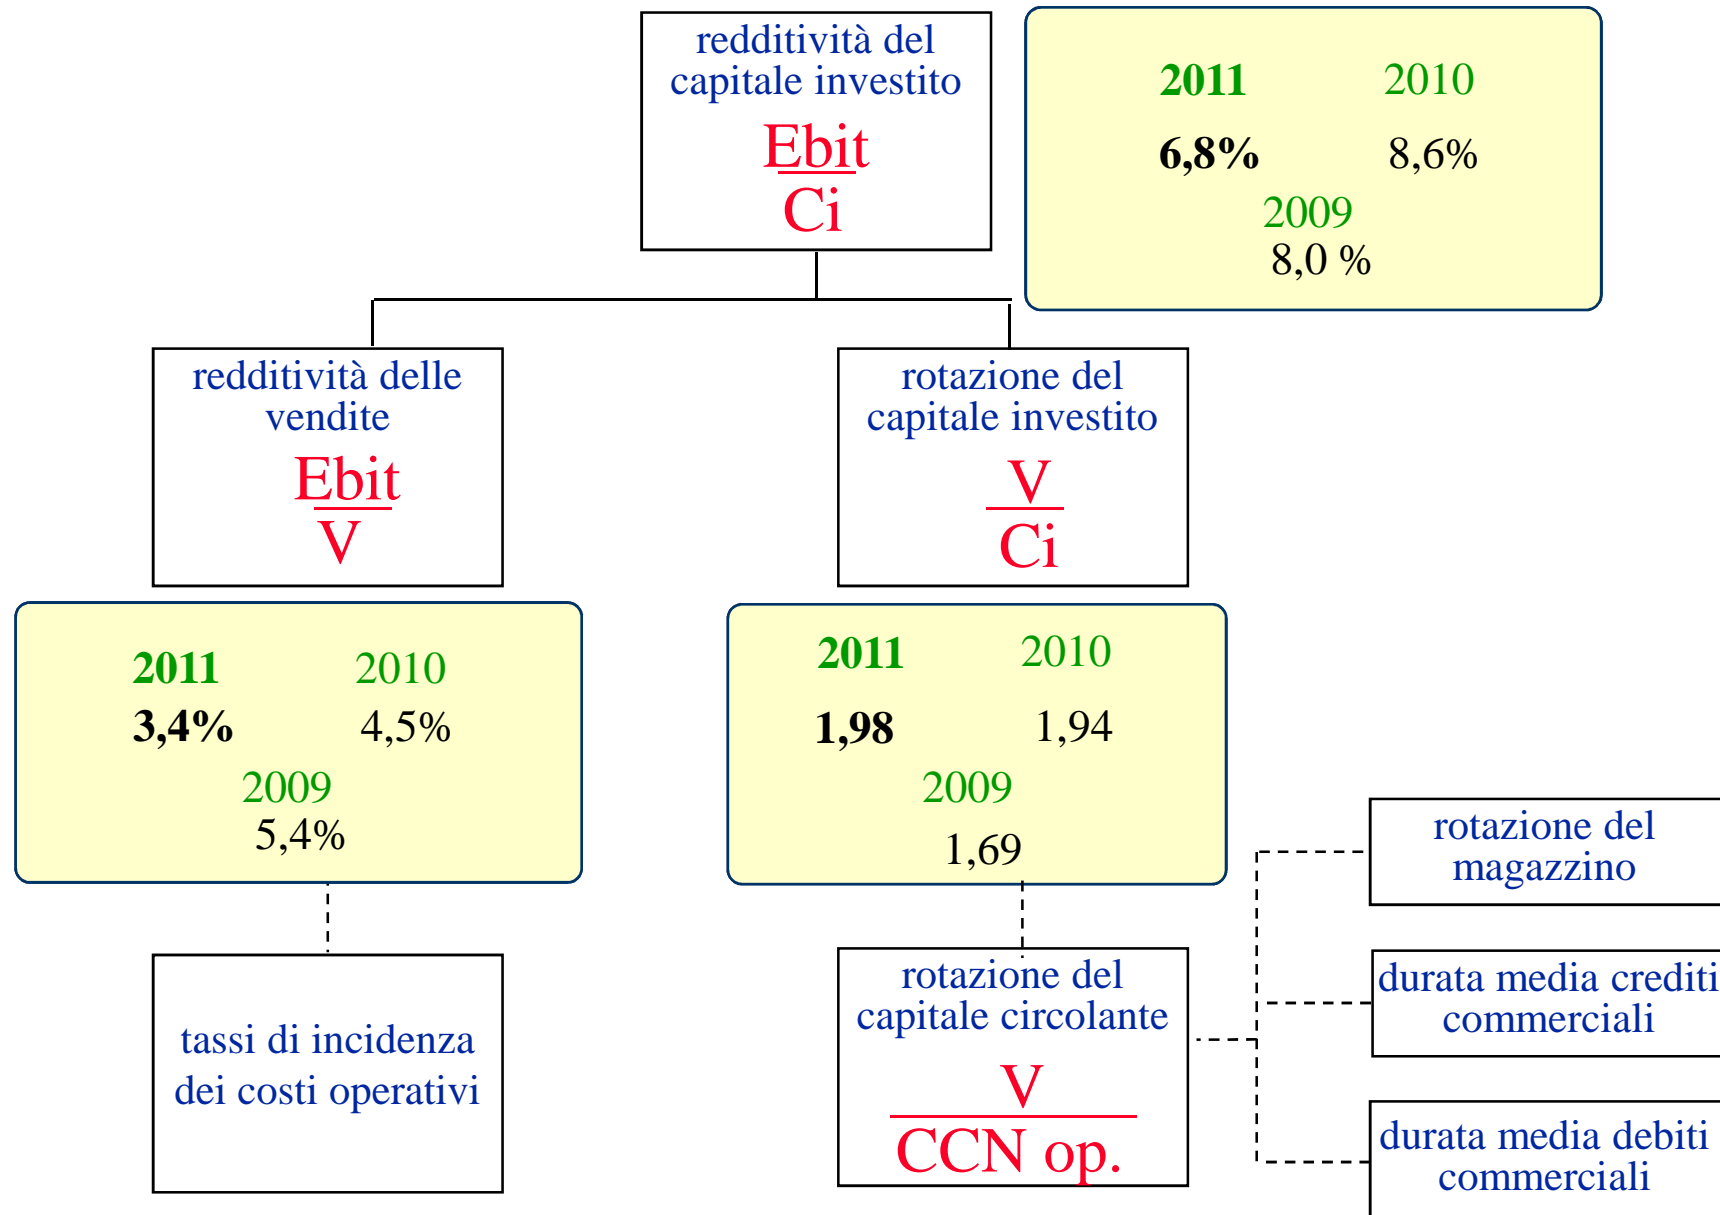 redditività del
capitale investito
Ebit
Ci
2011 2010
6,8% 8,6%
2009
8,0 %
redditività delle
vendite
Ebit
V
rotazione del
capitale investito
V
Ci
2011 2010
3,4% 4,5%
2009
5,4%
2011 2010
1,98 1,94
2009
1,69
tassi di incidenza
dei costi operativi
rotazione del
capitale circolante
V
CCN op.
rotazione del
magazzino
durata media crediti
commerciali
durata media debiti
commerciali